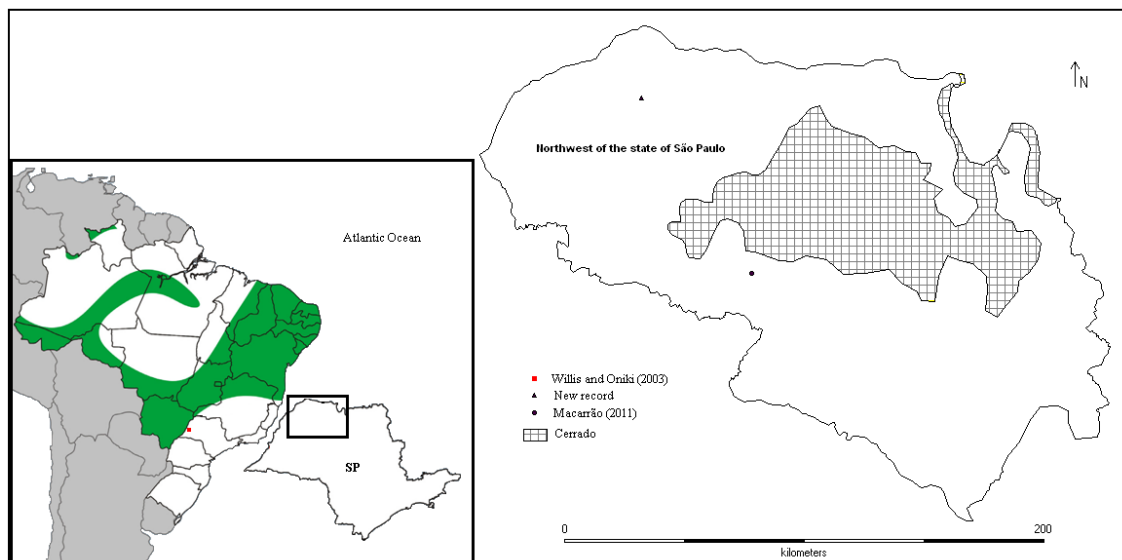 N
Northwest of the state of São Paulo
Atlantic Ocean
SP
Willis and Oniki (2003)
New record
Macarrão (2011)
Cerrado
0
200
kilometers